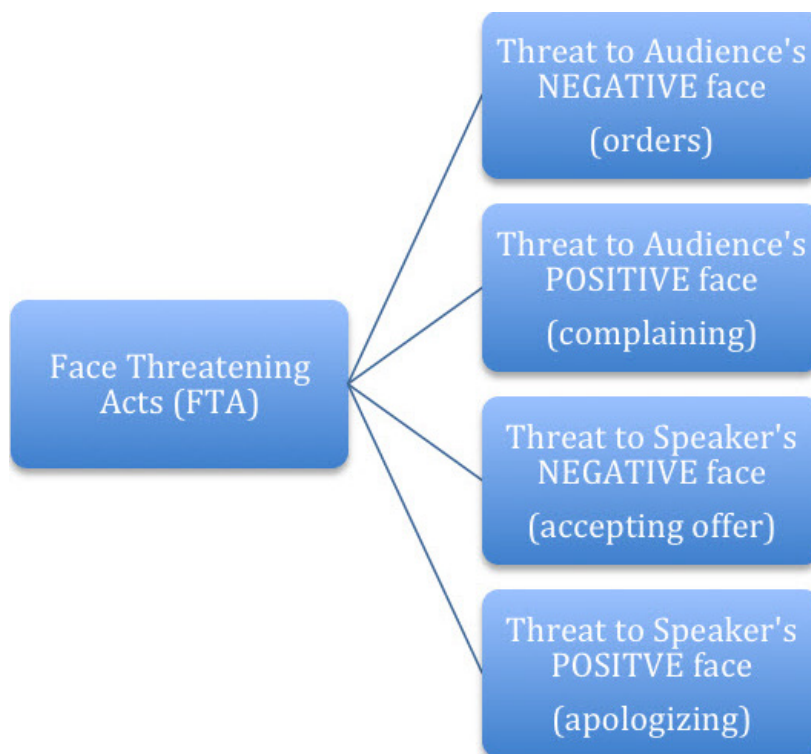 Threat to Audience's
NEGATIVE face
(orders)
Threat to Audience's
POSITIVE face
(complaining)
Face Threatening
Acts (FTA)
Threat to Speaker's
NEGATIVE face
(accepting offer)
Threat to Speaker's
POSITVE face
(apologizing)